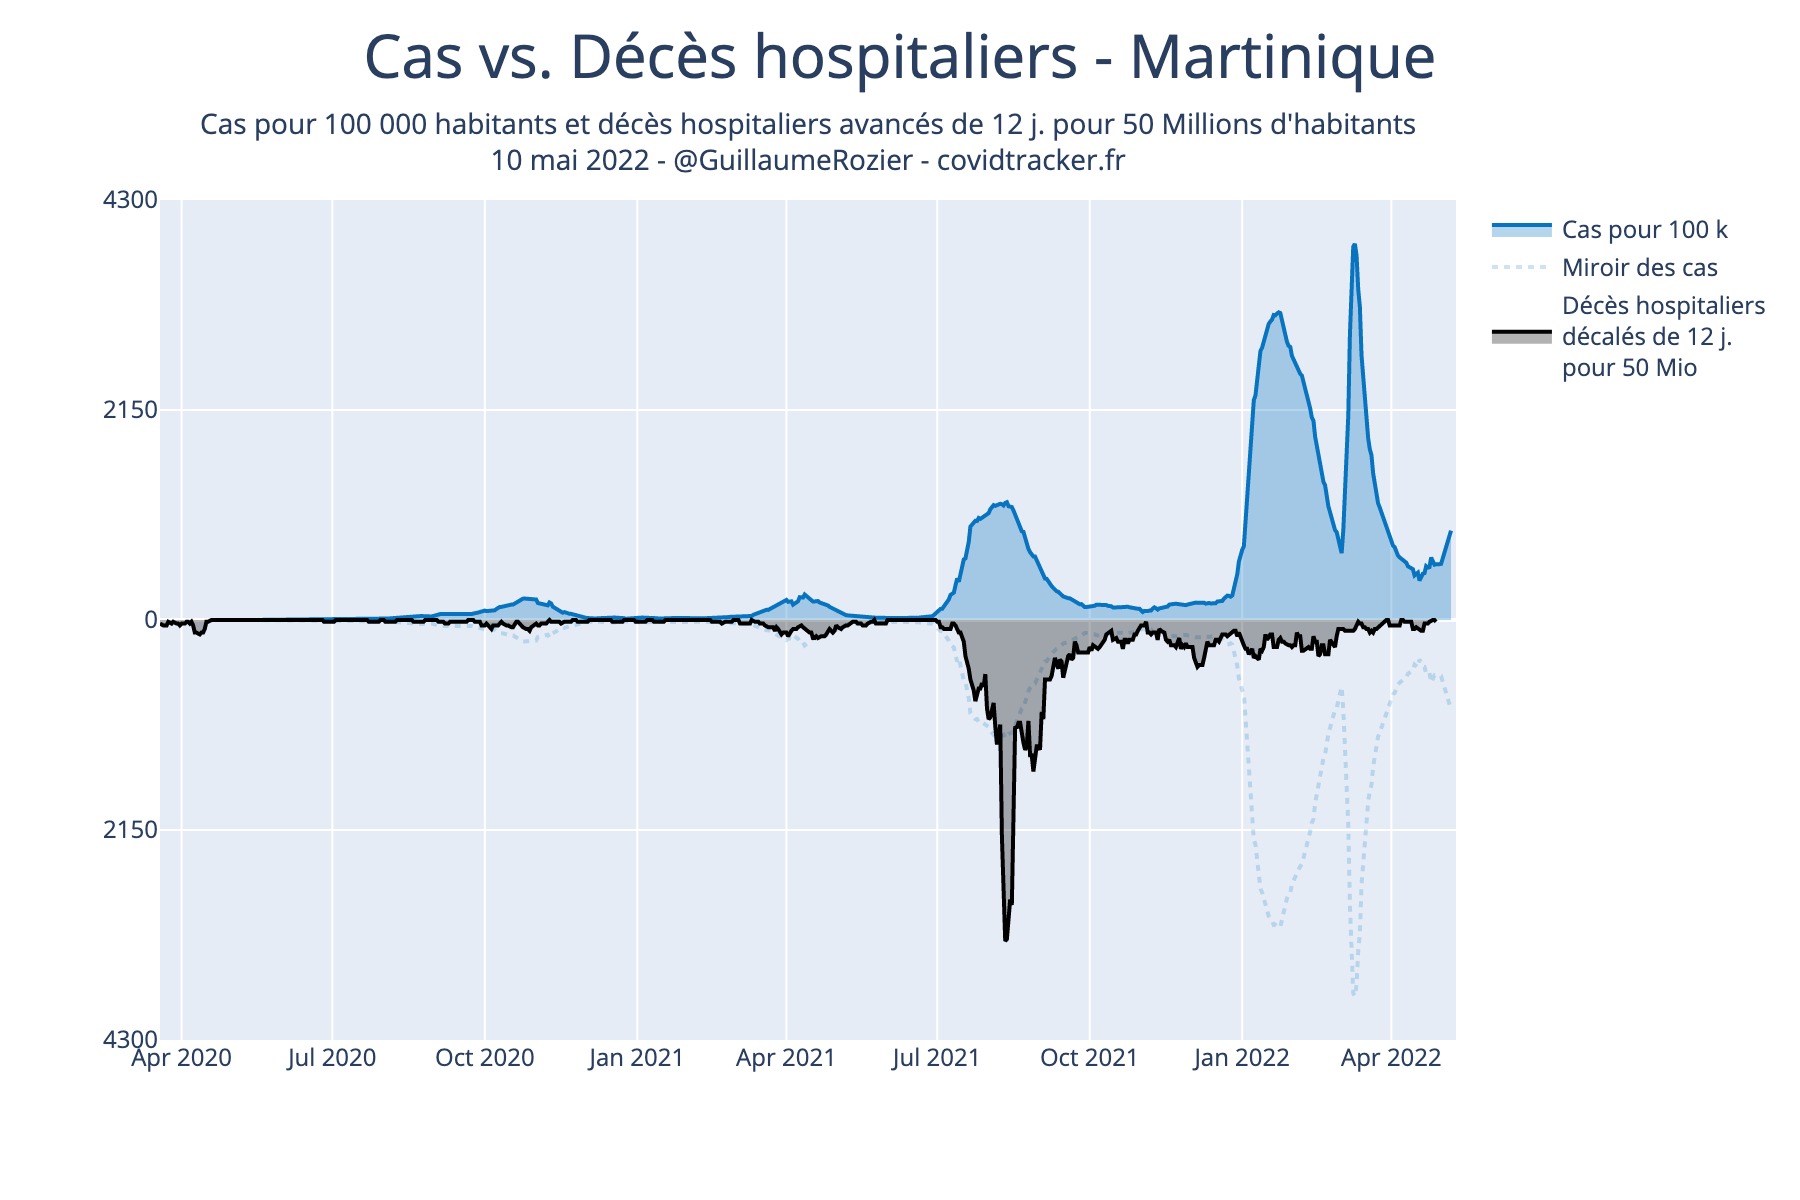 Cas vs. Décès hospitaliers - Martinique
Cas pour 100 000 habitants et décès hospitaliers avancés de 12 j. pour 50 Millions d'habitants
10 mai 2022 - @GuillaumeRozier - covidtracker.fr
4300
2150
0
2150
4300
Apr 2020
Jul 2020
Oct 2020
Jan 2021
Apr 2021
Jul 2021
Oct 2021
Jan 2022
Apr 2022
Cas pour 100 k
Miroir des cas
Décès hospitaliers
décalés de 12 j.
pour 50 Mio